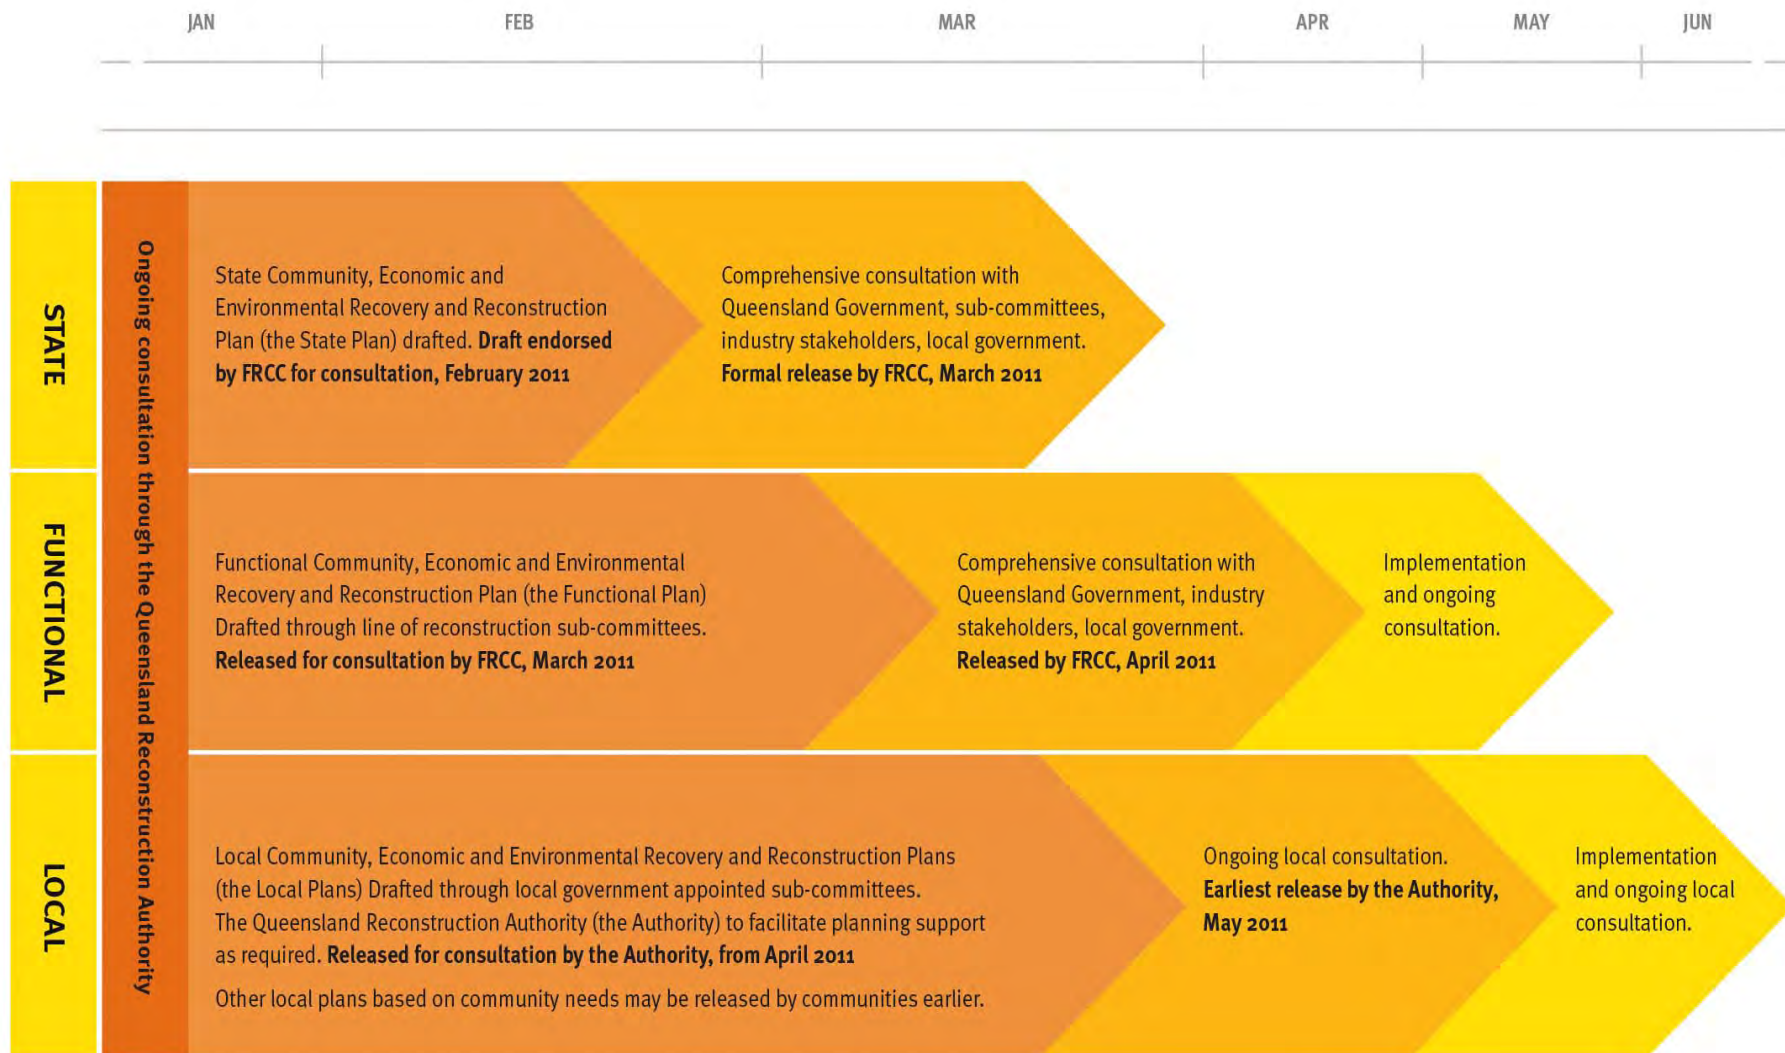 JAN FEB MAR APR MAY JUN
STATE
Ongoing consultation through the Queensland Reconstruction Authority
State Community, Economic and
Environmental Recovery and Reconstruction
Plan (the State Plan) drafted. Draft endorsed
by FRCC for consultation, February 2011
Comprehensive consultation with
Queensland Government, sub-committees,
industry stakeholders, local government.
Formal release by FRCC, March 2011
FUNCTIONAL
Functional Community, Economic and Environmental
Recovery and Reconstruction Plan (the Functional Plan)
Drafted through line of reconstruction sub-committees.
Released for consultation by FRCC, March 2011
Comprehensive consultation with
Queensland Government, industry
stakeholders, local government.
Released by FRCC, April 2011
Implementation
and ongoing
consultation.
LOCAL
Local Community, Economic and Environmental Recovery and Reconstruction Plans
(the Local Plans) Drafted through local government appointed sub-committees.
The Queensland Reconstruction Authority (the Authority) to facilitate planning support
as required. Released for consultation by the Authority, from April 2011
Other local plans based on community needs may be released by communities earlier.
Ongoing local consultation.
Earliest release by the Authority,
May 2011
Implementation
and ongoing local
consultation.